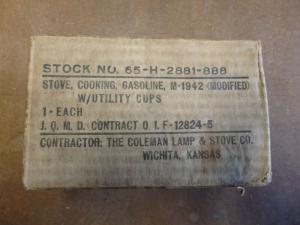 STOCK NO. 65-H-2881-888
STOVE, COOKING, GASOLINE, M-1942 (MODIFIED)
W/UTILITY CUPS
1 - EACH
J. Q. M. D. CONTRACT O I. F-12824-5
CONTRACTOR: THE COLEMAN LAMP & STOVE CO.
WICHITA, KANSAS